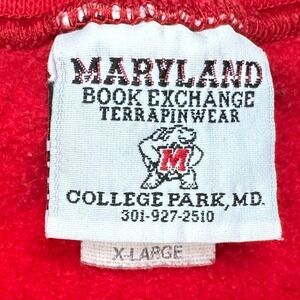 MARYLAND
BOOK EXCHANGE
TERRAPINWEAR
M
COLLEGE PARK, MD.
301-927-2510
X-LARGE